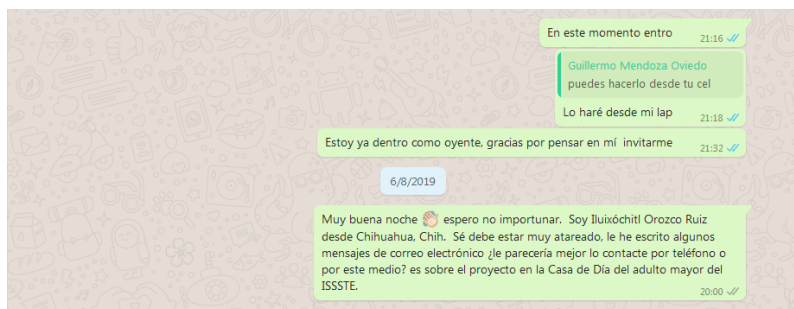 En este momento entro
21:16
Guillermo Mendoza Oviedo
puedes hacerlo desde tu cel
Lo haré desde mi lap
21:18
Estoy ya dentro como oyente, gracias por pensar en mí  invitarme
21:32
6/8/2019
Muy buena noche 👏🏻 espero no importunar.  Soy Iluixóchitl Orozco Ruiz
desde Chihuahua, Chih.  Sé debe estar muy atareado, le he escrito algunos
mensajes de correo electrónico ¿le parecería mejor lo contacte por teléfono o
por este medio? es sobre el proyecto en la Casa de Día del adulto mayor del
ISSSTE.
20:00